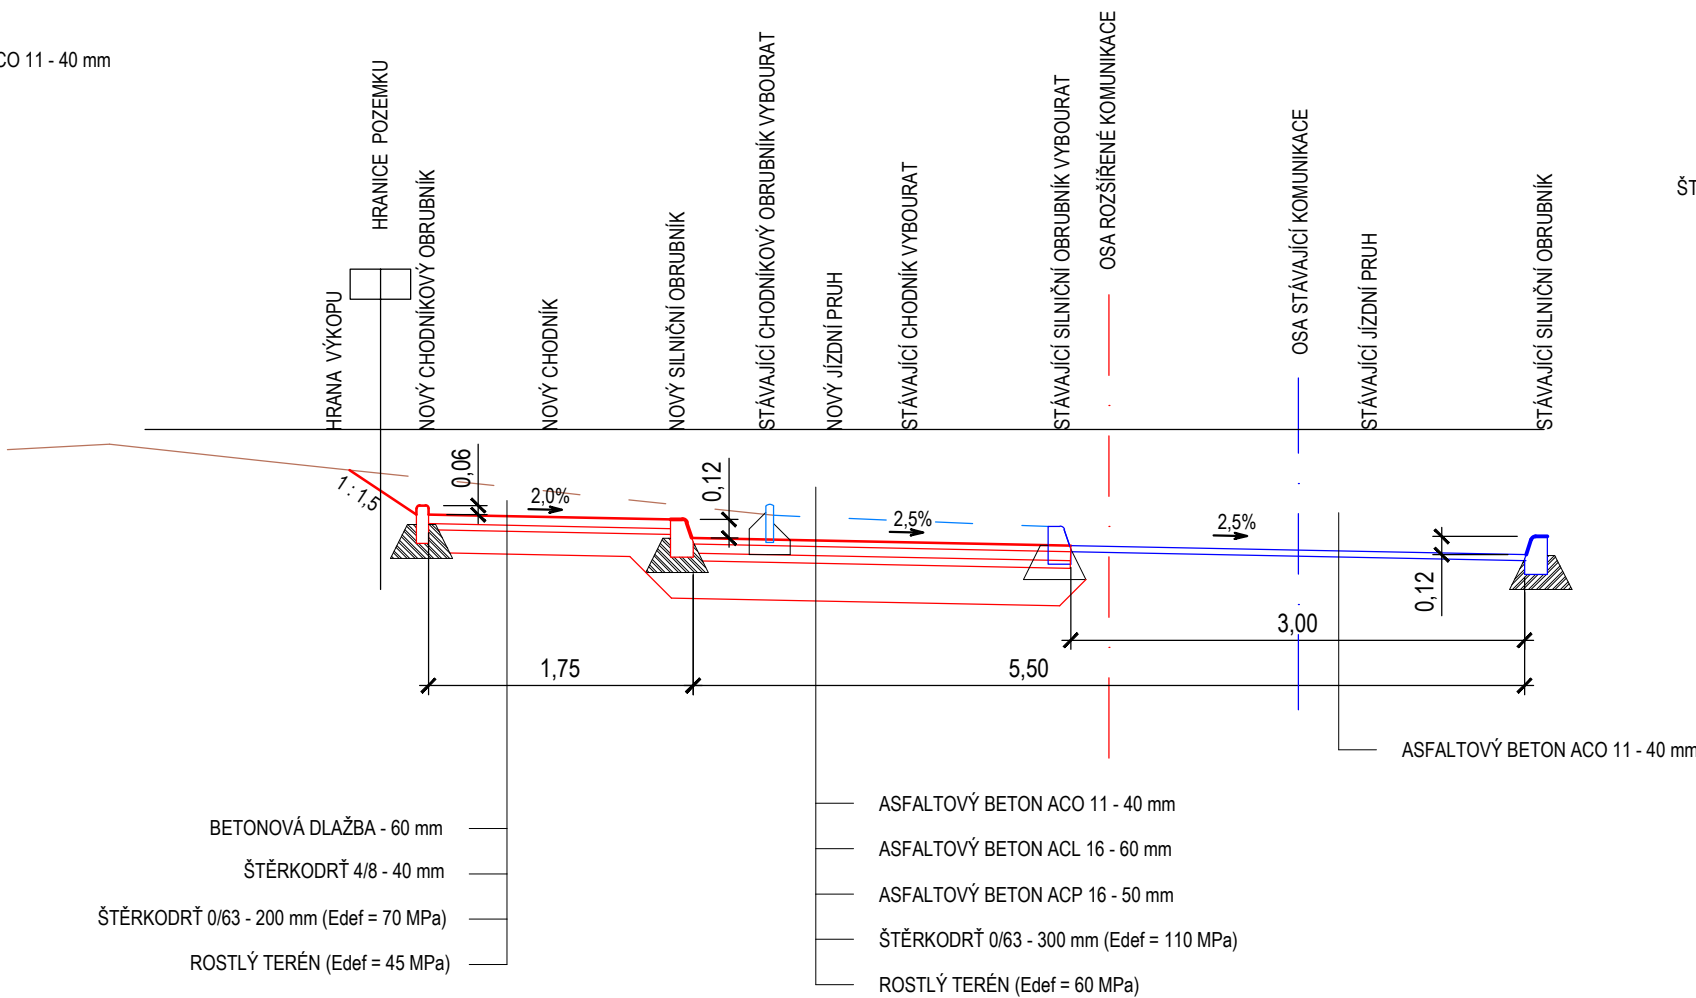 CO 11 - 40 mm
ŠT
HRANA VÝKOPU
HRANICE POZEMKU
NOVÝ CHODNÍKOVÝ OBRUBNÍK
NOVÝ CHODNÍK
NOVÝ SILNIČNÍ OBRUBNÍK
STÁVAJÍCÍ CHODNÍKOVÝ OBRUBNÍK VYBOURAT
NOVÝ JÍZDNÍ PRUH
STÁVAJÍCÍ CHODNÍK VYBOURAT
STÁVAJÍCÍ SILNIČNÍ OBRUBNÍK VYBOURAT
OSA ROZŠÍŘENÉ KOMUNIKACE
OSA STÁVAJÍCÍ KOMUNIKACE
STÁVAJÍCÍ JÍZDNÍ PRUH
STÁVAJÍCÍ SILNIČNÍ OBRUBNÍK
1 : 1,5
0,06
2,0%
0,12
2,5%
2,5%
0,12
3,00
1,75
5,50
ASFALTOVÝ BETON ACO 11 - 40 mm
BETONOVÁ DLAŽBA - 60 mm
ŠTĚRKODRŤ 4/8 - 40 mm
ŠTĚRKODRŤ 0/63 - 200 mm (Edef = 70 MPa)
ROSTLÝ TERÉN (Edef = 45 MPa)
ASFALTOVÝ BETON ACO 11 - 40 mm
ASFALTOVÝ BETON ACL 16 - 60 mm
ASFALTOVÝ BETON ACP 16 - 50 mm
ŠTĚRKODRŤ 0/63 - 300 mm (Edef = 110 MPa)
ROSTLÝ TERÉN (Edef = 60 MPa)